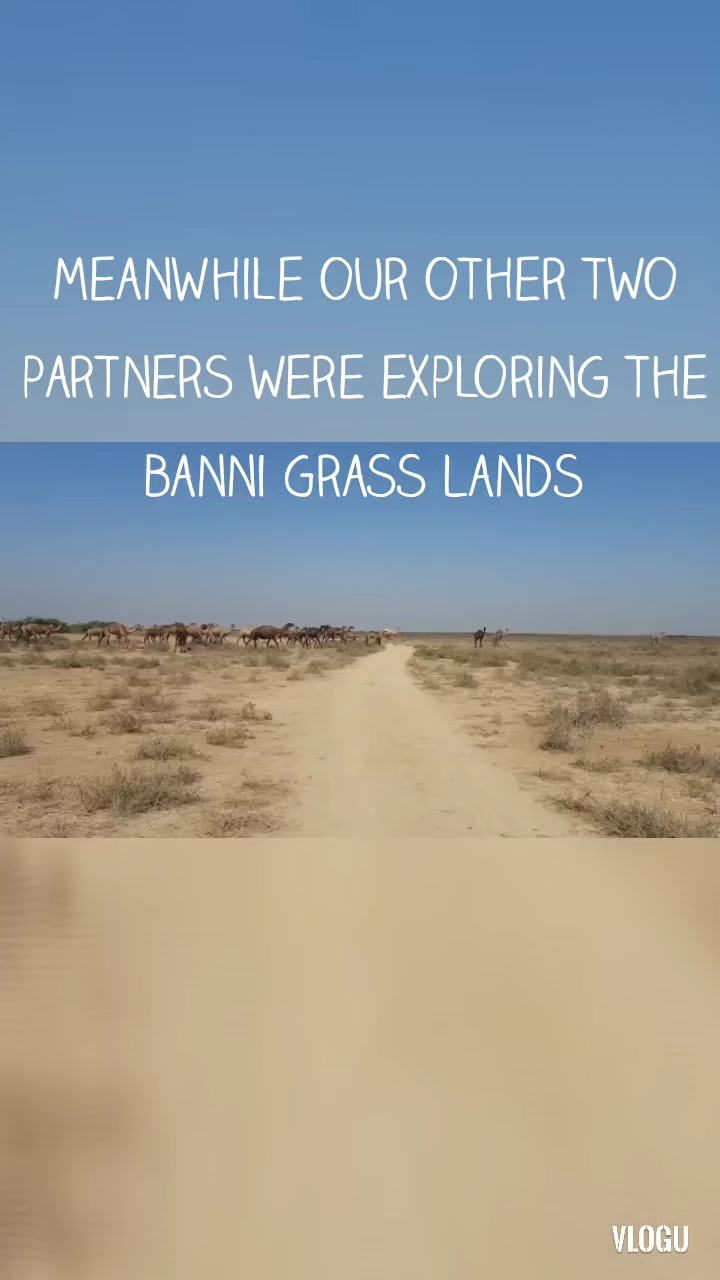 MEANWHILE OUR OTHER TWO
PARTNERS WERE EXPLORING THE
BANNI GRASS LANDS
VLOGU